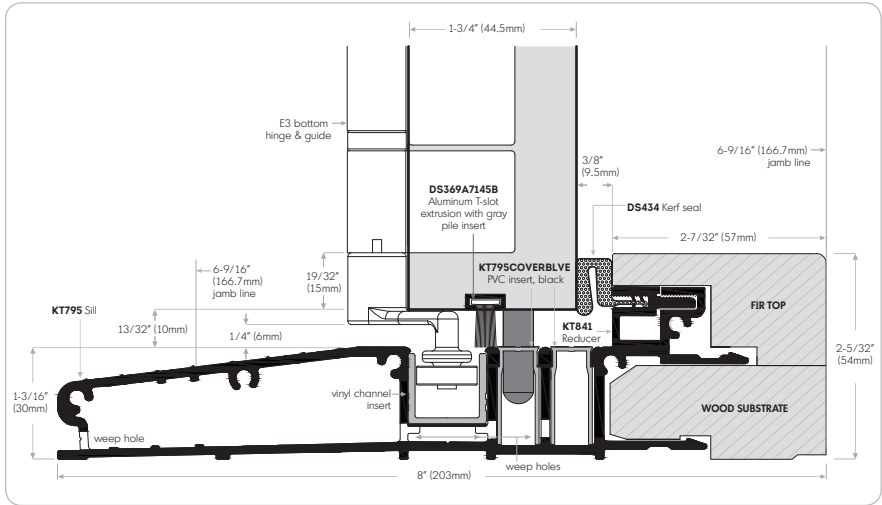 1-3/4” (44.5mm)
E3 bottom
hinge & guide
DS369A7145B
Aluminum T-slot
extrusion with gray
pile insert
3/8”
(9.5mm)
6-9/16” (166.7mm)
jamb line
DS434 Kerf seal
2-7/32” (57mm)
6-9/16”
(166.7mm)
jamb line
19/32”
(15mm)
KT795COVERBLVE
PVC insert, black
KT795 Sill
13/32” (10mm)
1/4” (6mm)
KT841
Reducer
FIR TOP
2-5/32”
(54mm)
1-3/16”
(30mm)
vinyl channel
insert
WOOD SUBSTRATE
weep hole
weep holes
8” (203mm)